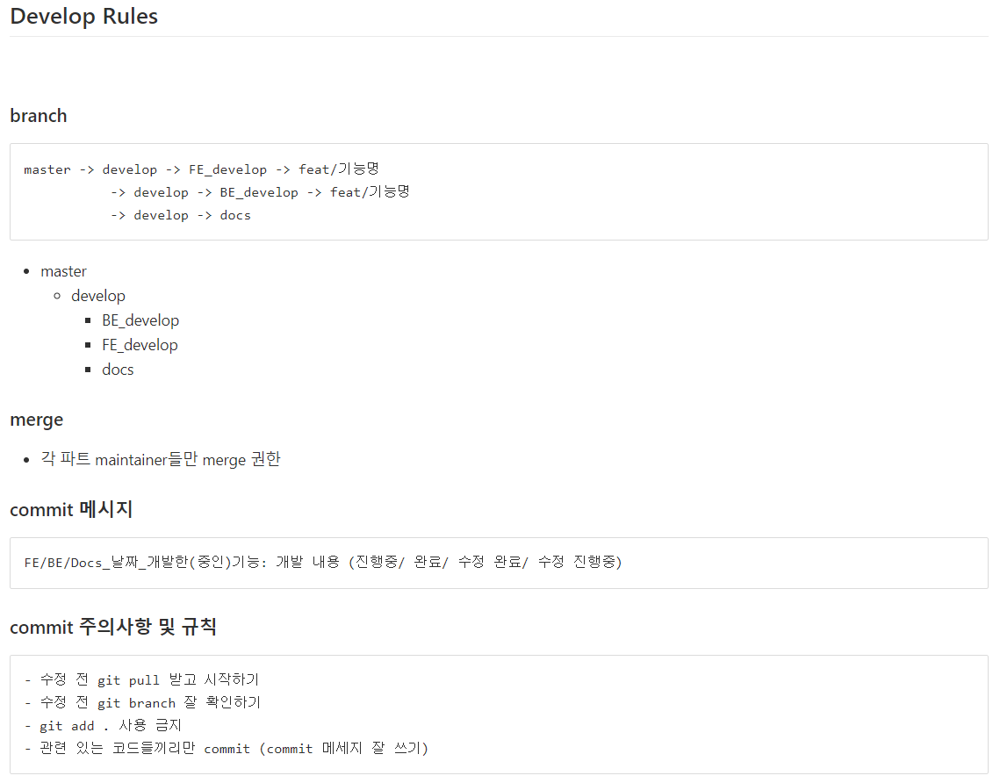 Develop Rules
branch
master -> develop -> FE_develop -> feat/기능명
-> develop -> BE_develop -> feat/기능명
-> develop -> docs
master
develop
BE_develop
FE_develop
docs
merge
각 파트 maintainer들만 merge 권한
commit 메시지
FE/BE/Docs_날짜_개발한(중인)기능: 개발 내용 (진행중/ 완료/ 수정 완료/ 수정 진행중)
commit 주의사항 및 규칙
- 수정 전 git pull 받고 시작하기
- 수정 전 git branch 잘 확인하기
- git add . 사용 금지
- 관련 있는 코드들끼리만 commit (commit 메세지 잘 쓰기)